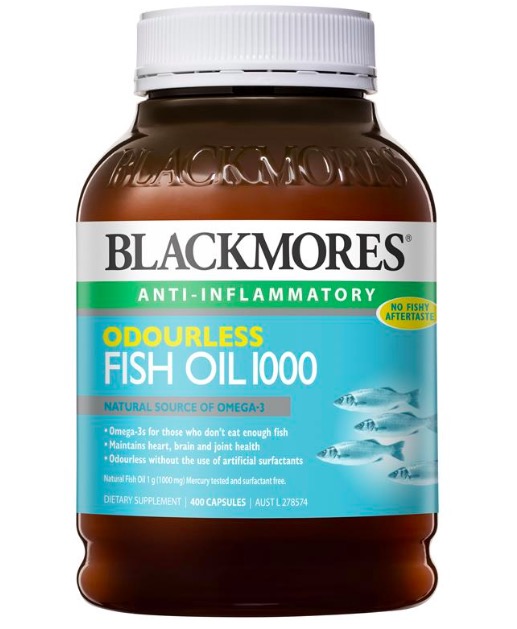 BLACKMORES
BLACKMORES®
ANTI-INFLAMMATORY
NO FISHY
AFTERTASTE
ODOURLESS
FISH OIL 1000
NATURAL SOURCE OF OMEGA-3
• Omega-3s for those who don't eat enough fish
• Maintains heart, brain and joint health
• Odourless without the use of artificial surfactants
Natural Fish Oil 1 g (1000 mg) Mercury tested and surfactant free.
DIETARY SUPPLEMENT | 400 CAPSULES | AUST L 278574